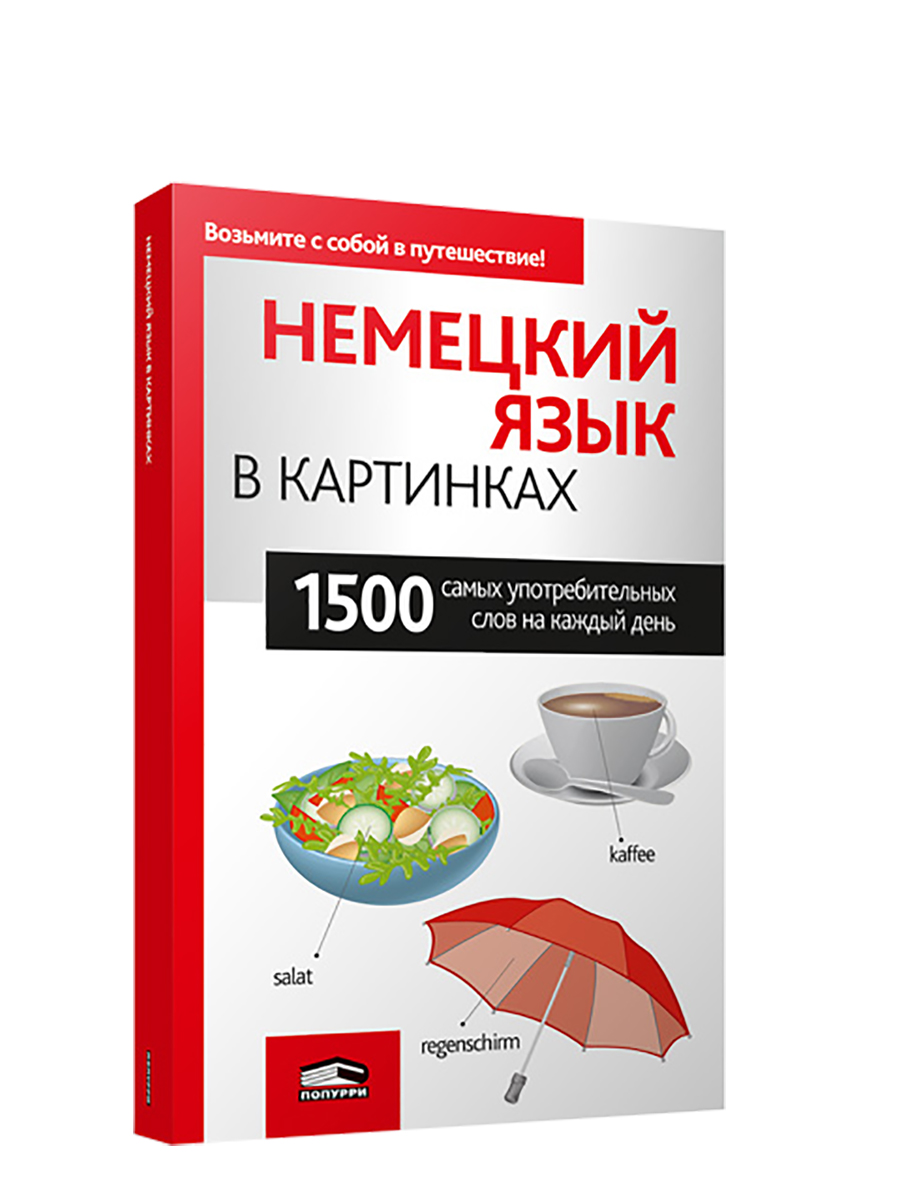 Возьмите с собой в путешествие!
НЕМЕЦКИЙ
ЯЗЫК
В КАРТИНКАХ
1500 самых употребительных
слов на каждый день
kaffee
salat
regenschirm
ПОПУРРИ
НЕМЕЦКИЙ ЯЗЫК В КАРТИНКАХ
ПОПУРРИ